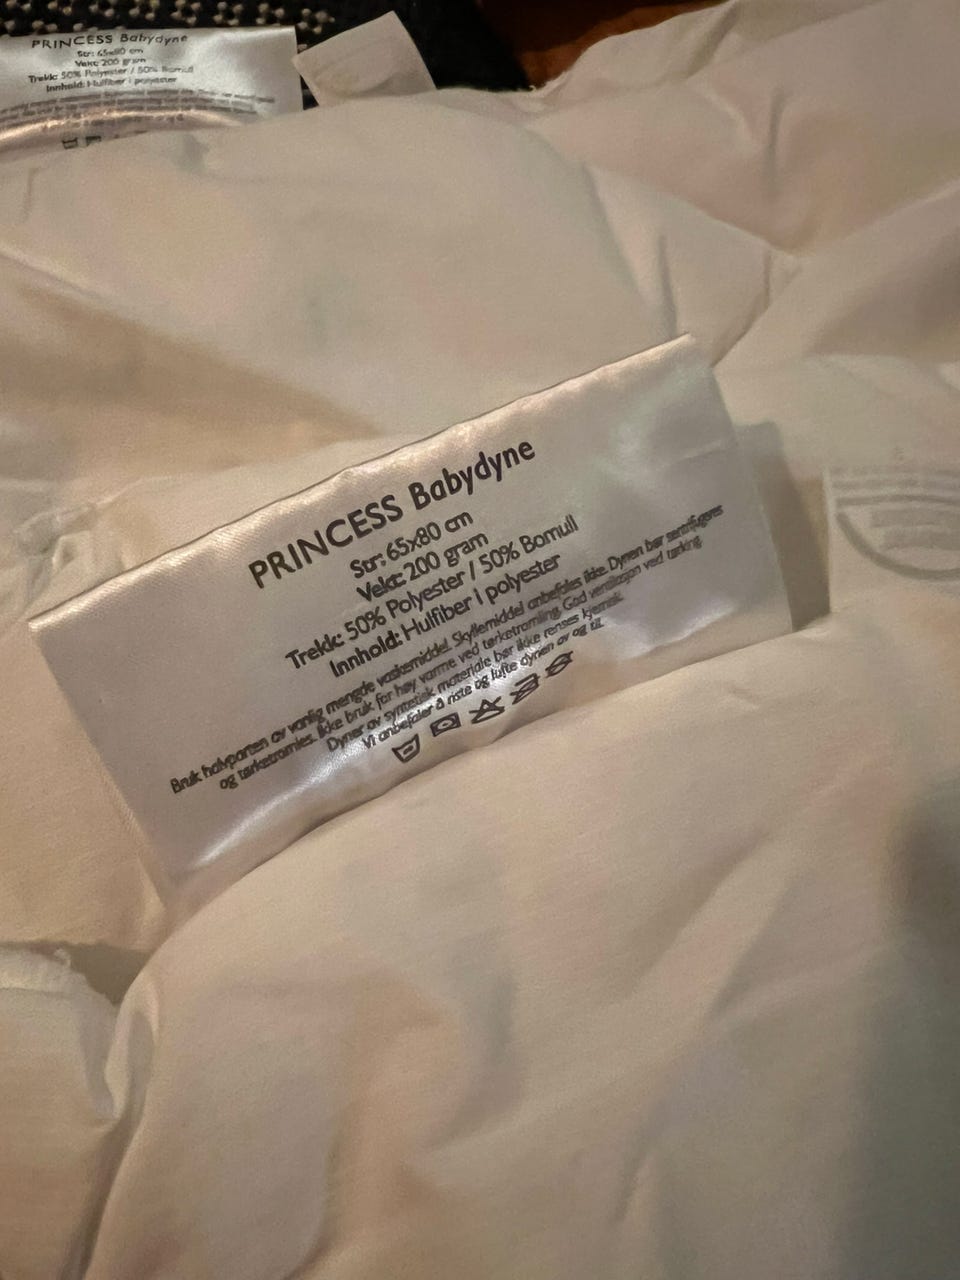 PRINCESS Babydyne
Str: 65x80 cm
Vekt: 200 gram
Trekk: 50% Polyester / 50% Bomull
Innhold: Hulfiber i polyester
PRINCESS Babydyne
Str: 65x80 cm
Vekt: 200 gram
Trekk: 50% Polyester / 50% Bomull
Innhold: Hulfiber i polyester
Bruk halvparten av vanlig mengde vaskemiddel. Skyllemiddel anbefales ikke. Dynen bør sentrifugeres
og tørketromles. Ikke bruk for høy varme ved tørketromling. God ventilasjon ved tørking.
Dyner av syntetisk materiale bør ikke renses kjemisk.
Vi anbefaler å riste og lufte dynen av og til.